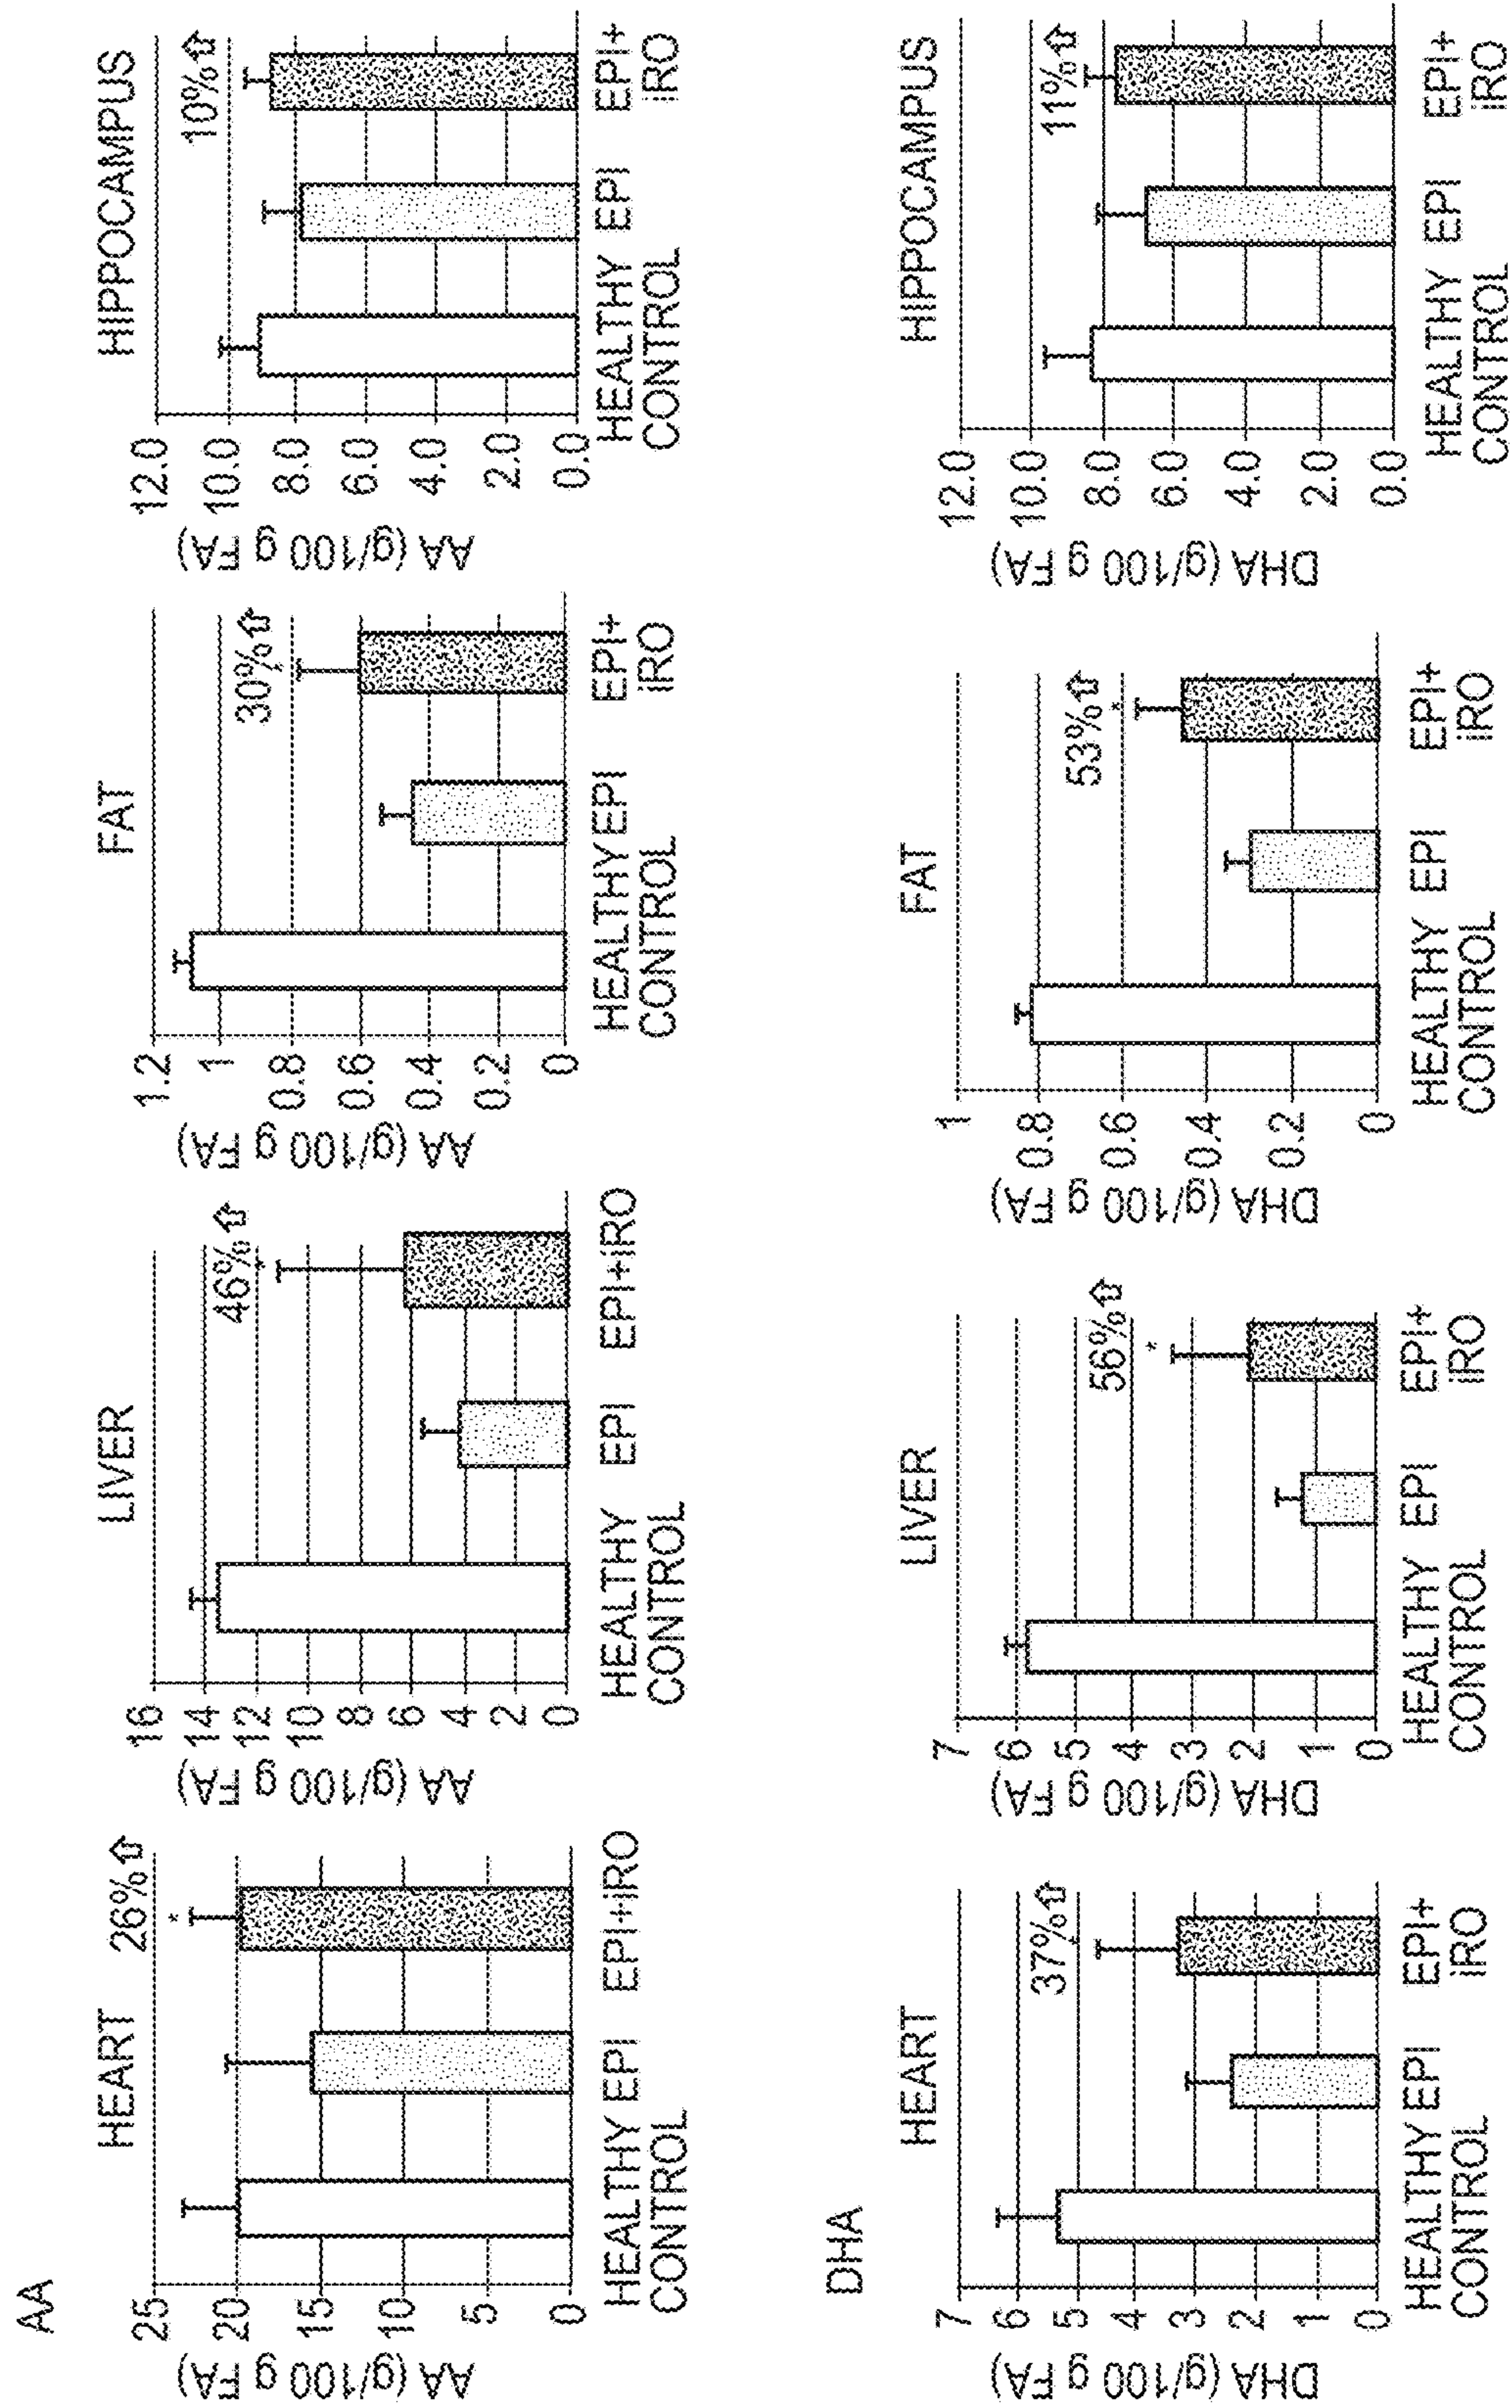 AA
HEART
AA (g/100 g FA)
25
20
15
10
5
0
26%⇧
*
HEALTHY CONTROL
EPI
EPI+iRO
LIVER
AA (g/100 g FA)
16
14
12
10
8
6
4
2
0
46%⇧
*
HEALTHY CONTROL
EPI
EPI+iRO
FAT
AA (g/100 g FA)
1.2
1
0.8
0.6
0.4
0.2
0
30%⇧
HEALTHY CONTROL
EPI
EPI+ iRO
HIPPOCAMPUS
AA (g/100 g FA)
12.0
10.0
8.0
6.0
4.0
2.0
0.0
10%⇧
HEALTHY CONTROL
EPI
EPI+ iRO
DHA
HEART
DHA (g/100 g FA)
7
6
5
4
3
2
1
0
37%⇧
HEALTHY CONTROL
EPI
EPI+ iRO
LIVER
DHA (g/100 g FA)
7
6
5
4
3
2
1
0
56%⇧
*
HEALTHY CONTROL
EPI
EPI+ iRO
FAT
DHA (g/100 g FA)
1
0.8
0.6
0.4
0.2
0
53%⇧
*
HEALTHY CONTROL
EPI
EPI+ iRO
HIPPOCAMPUS
DHA (g/100 g FA)
12.0
10.0
8.0
6.0
4.0
2.0
0.0
11%⇧
HEALTHY CONTROL
EPI
EPI+ iRO